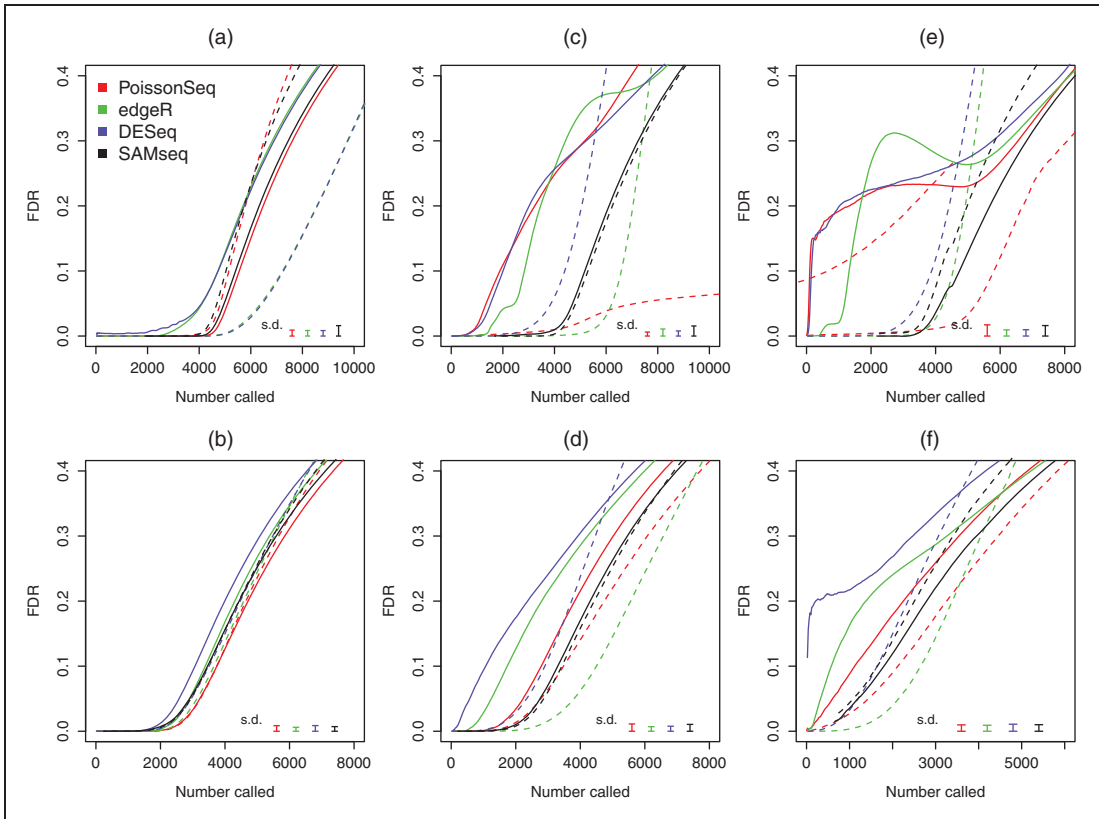 (a)
PoissonSeq
edgeR
DESeq
SAMseq
FDR
0.0 0.1 0.2 0.3 0.4
s.d.
0 2000 4000 6000 8000 10000
Number called
(c)
FDR
0.0 0.1 0.2 0.3 0.4
s.d.
0 2000 4000 6000 8000 10000
Number called
(e)
FDR
0.0 0.1 0.2 0.3 0.4
s.d.
0 2000 4000 6000 8000
Number called
(b)
FDR
0.0 0.1 0.2 0.3 0.4
s.d.
0 2000 4000 6000 8000
Number called
(d)
FDR
0.0 0.1 0.2 0.3 0.4
s.d.
0 2000 4000 6000 8000
Number called
(f)
FDR
0.0 0.1 0.2 0.3 0.4
s.d.
0 1000 3000 5000
Number called